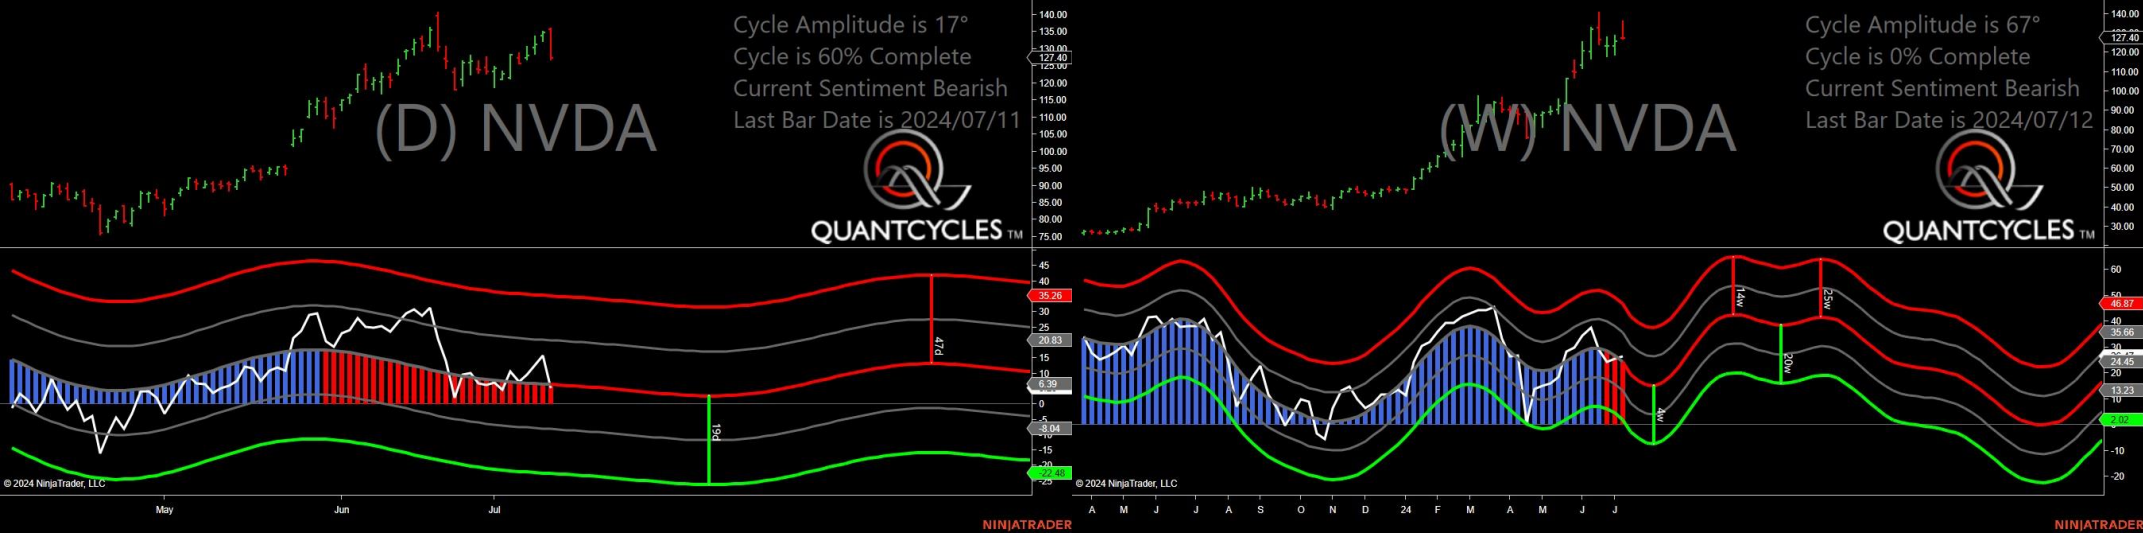 Cycle Amplitude is 17°
Cycle is 60% Complete
Current Sentiment Bearish
Last Bar Date is 2024/07/11
(D) NVDA
QUANTCYCLES TM
140.00
135.00
130.00
127.40
125.00
120.00
115.00
110.00
105.00
100.00
95.00
90.00
85.00
80.00
75.00
45
40
35.26
30
25
20.83
15
10
6.39
0
-5
-8.04
-10
-15
-20
-22.48
-25
47d
19d
© 2024 NinjaTrader, LLC
May
Jun
Jul
NINJATRADER
Cycle Amplitude is 67°
Cycle is 0% Complete
Current Sentiment Bearish
Last Bar Date is 2024/07/12
(W) NVDA
QUANTCYCLES TM
140.00
127.40
120.00
110.00
100.00
90.00
80.00
70.00
60.00
50.00
40.00
30.00
60
50
46.87
40
35.66
30
24.45
20
13.23
10
2.02
-10
-20
14w
25w
20w
4w
© 2024 NinjaTrader, LLC
A M J J A S O N D 24 F M A M J J
NINJATRADER